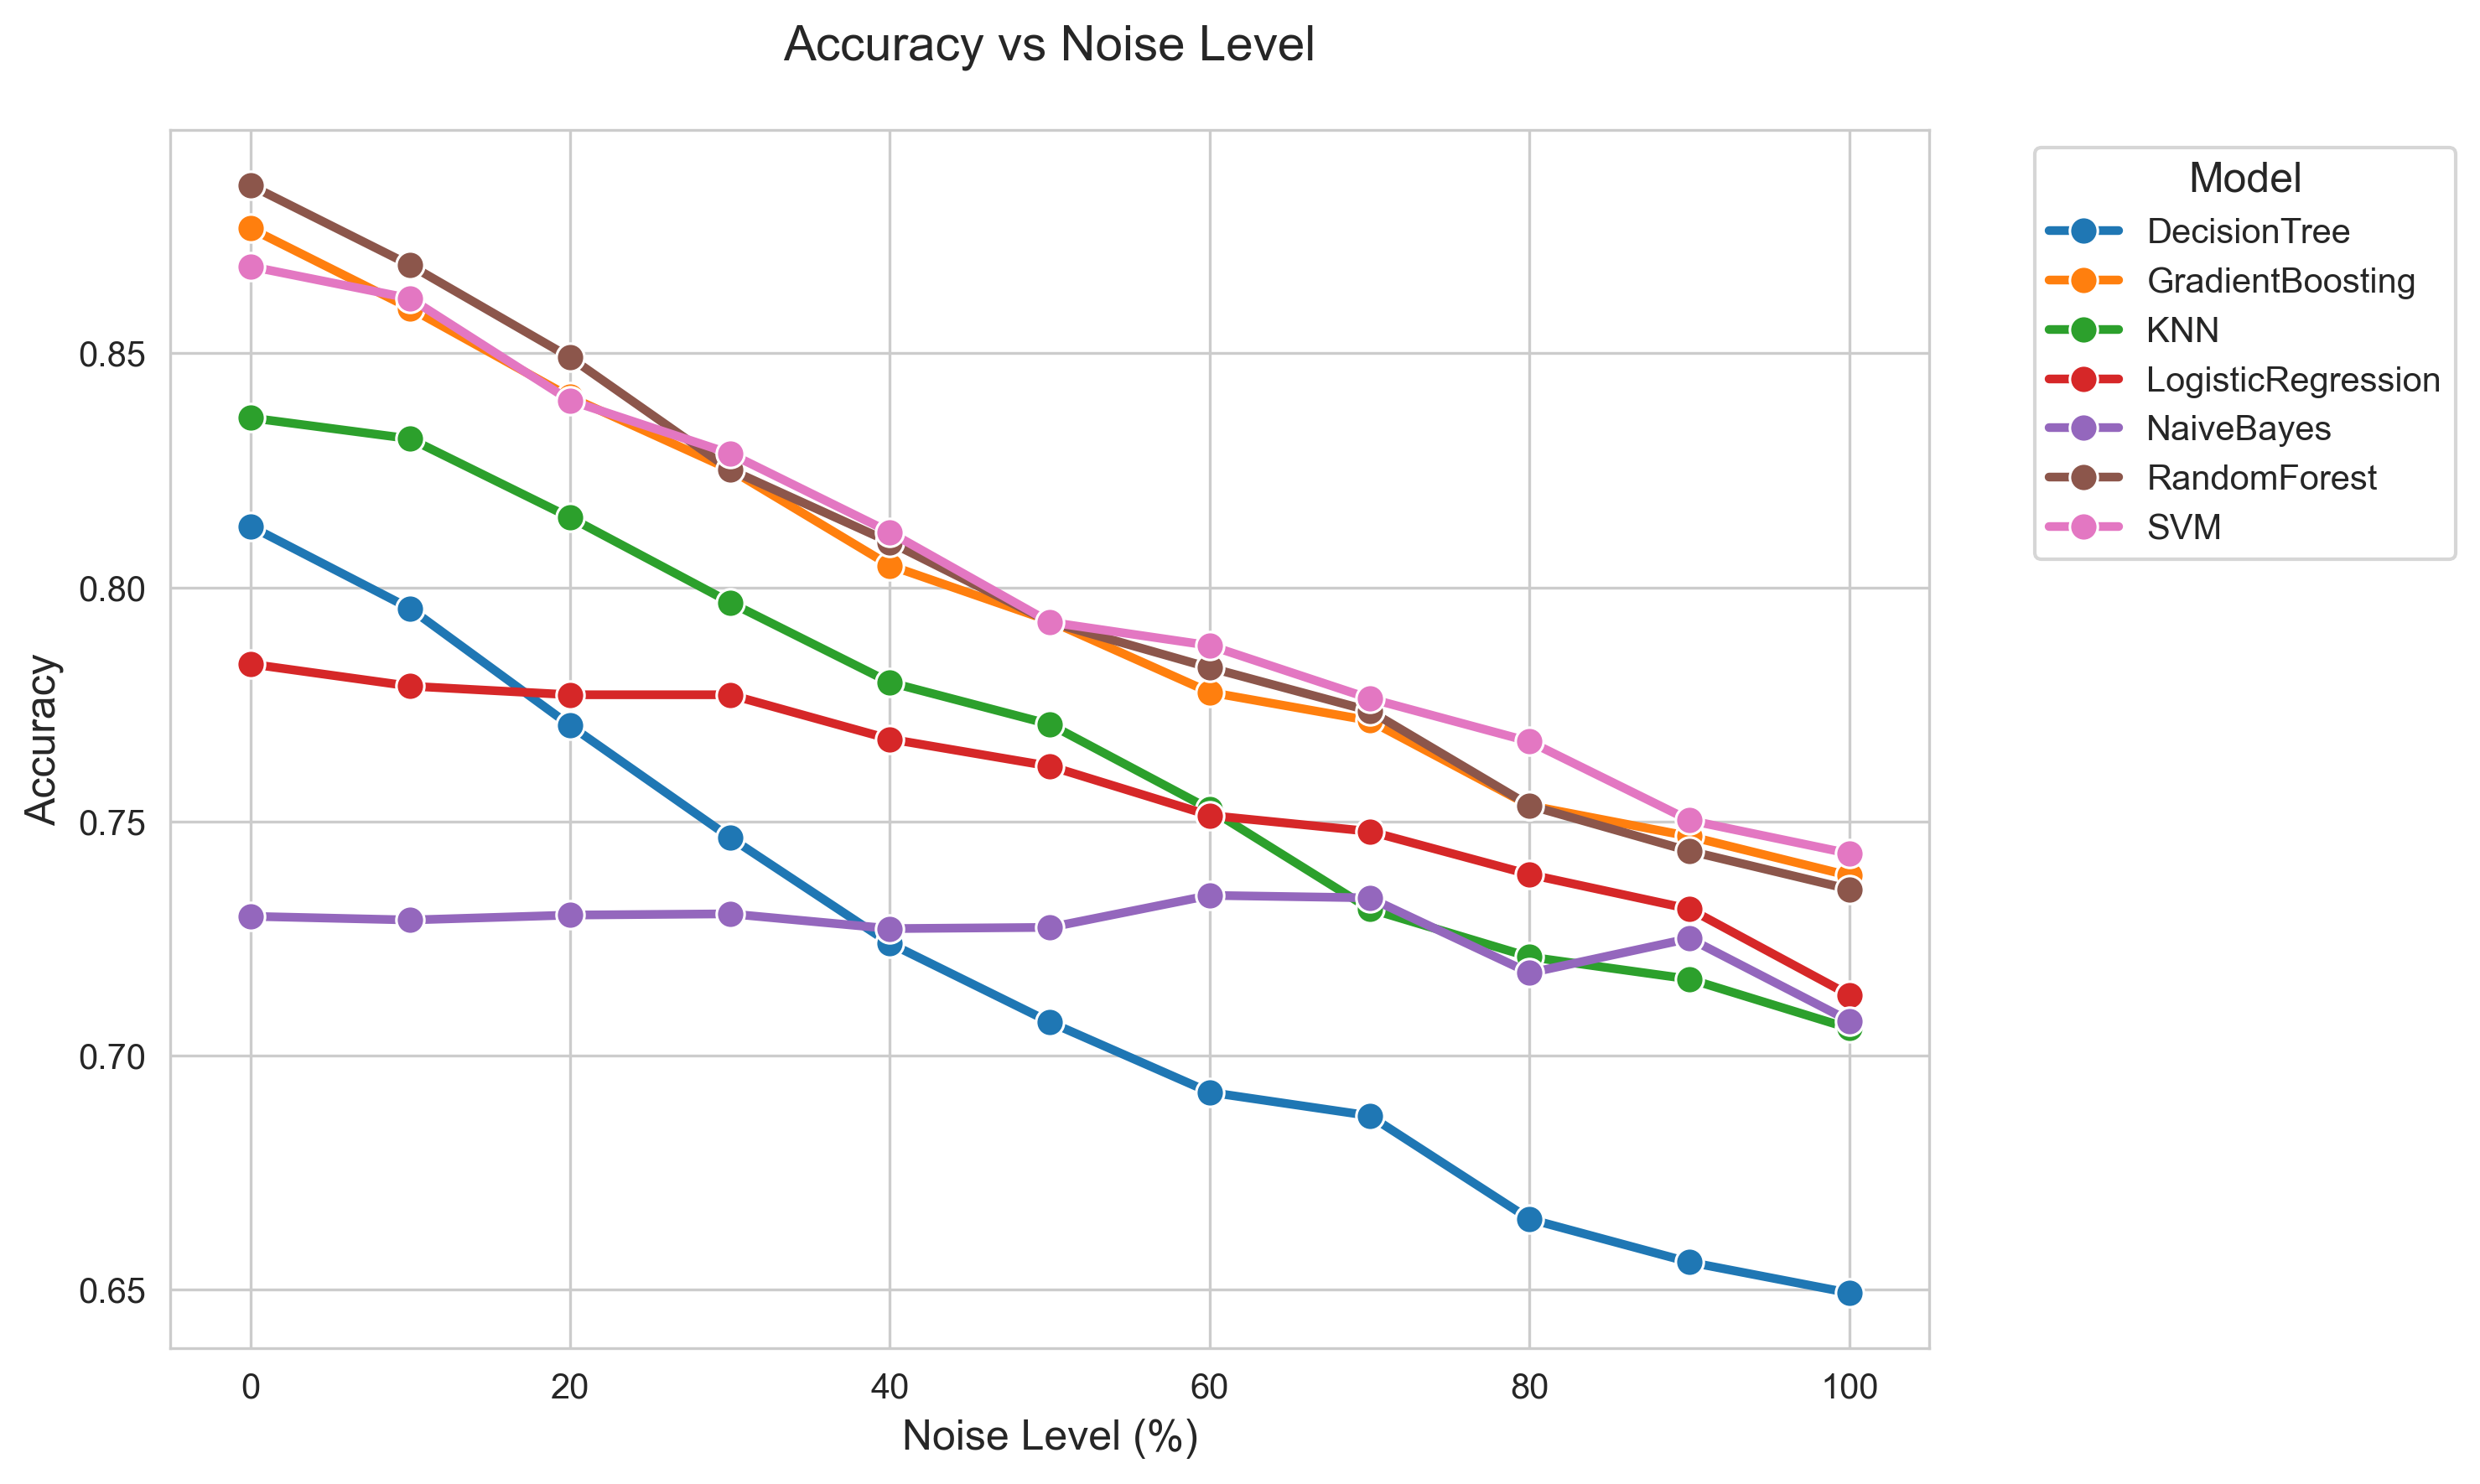 Accuracy vs Noise Level
Model
DecisionTree
GradientBoosting
KNN
LogisticRegression
NaiveBayes
RandomForest
SVM
Accuracy
0.85
0.80
0.75
0.70
0.65
0 20 40 60 80 100
Noise Level (%)